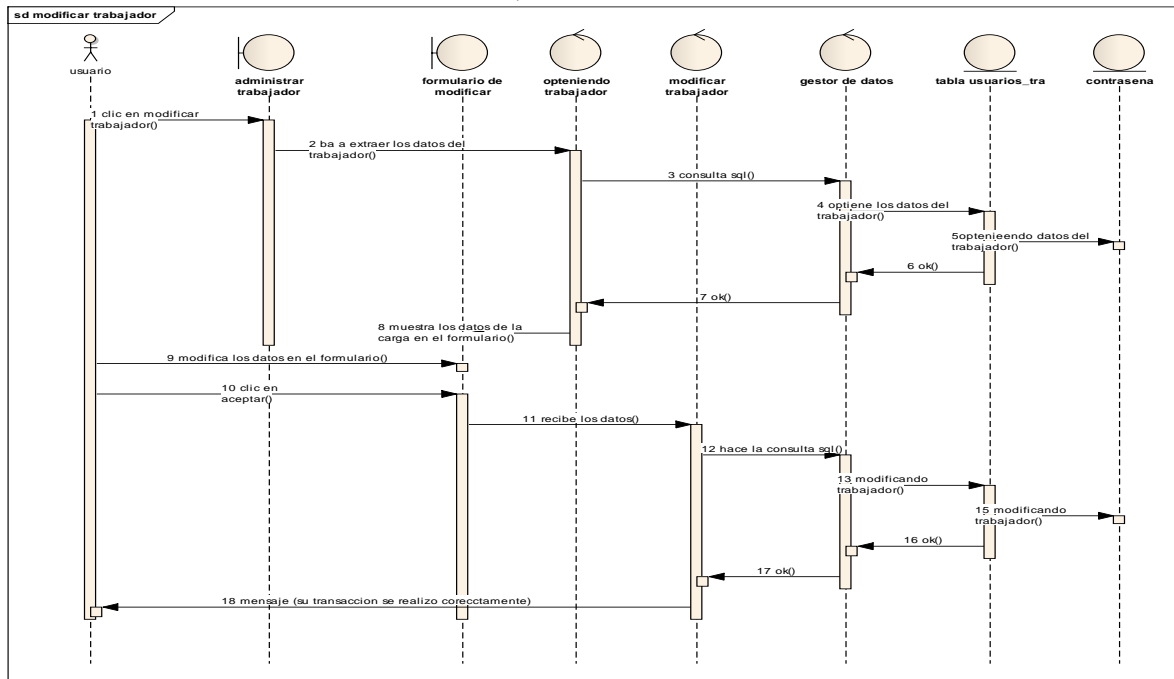 sd modificar trabajador
usuario
administrar
trabajador
formulario de
modificar
opteniendo
trabajador
modificar
trabajador
gestor de datos
tabla usuarios_tra
contrasena
1 clic en modificar
trabajador()
2 ba a extraer los datos del
trabajador()
3 consulta sql()
4 optiene los datos del
trabajador()
5optenieendo datos del
trabajador()
6 ok()
7 ok()
8 muestra los datos de la
carga en el formulario()
9 modifica los datos en el formulario()
10 clic en
aceptar()
11 recibe los datos()
12 hace la consulta sql()
13 modificando
trabajador()
15 modificando
trabajador()
16 ok()
17 ok()
18 mensaje (su transaccion se realizo corecctamente)